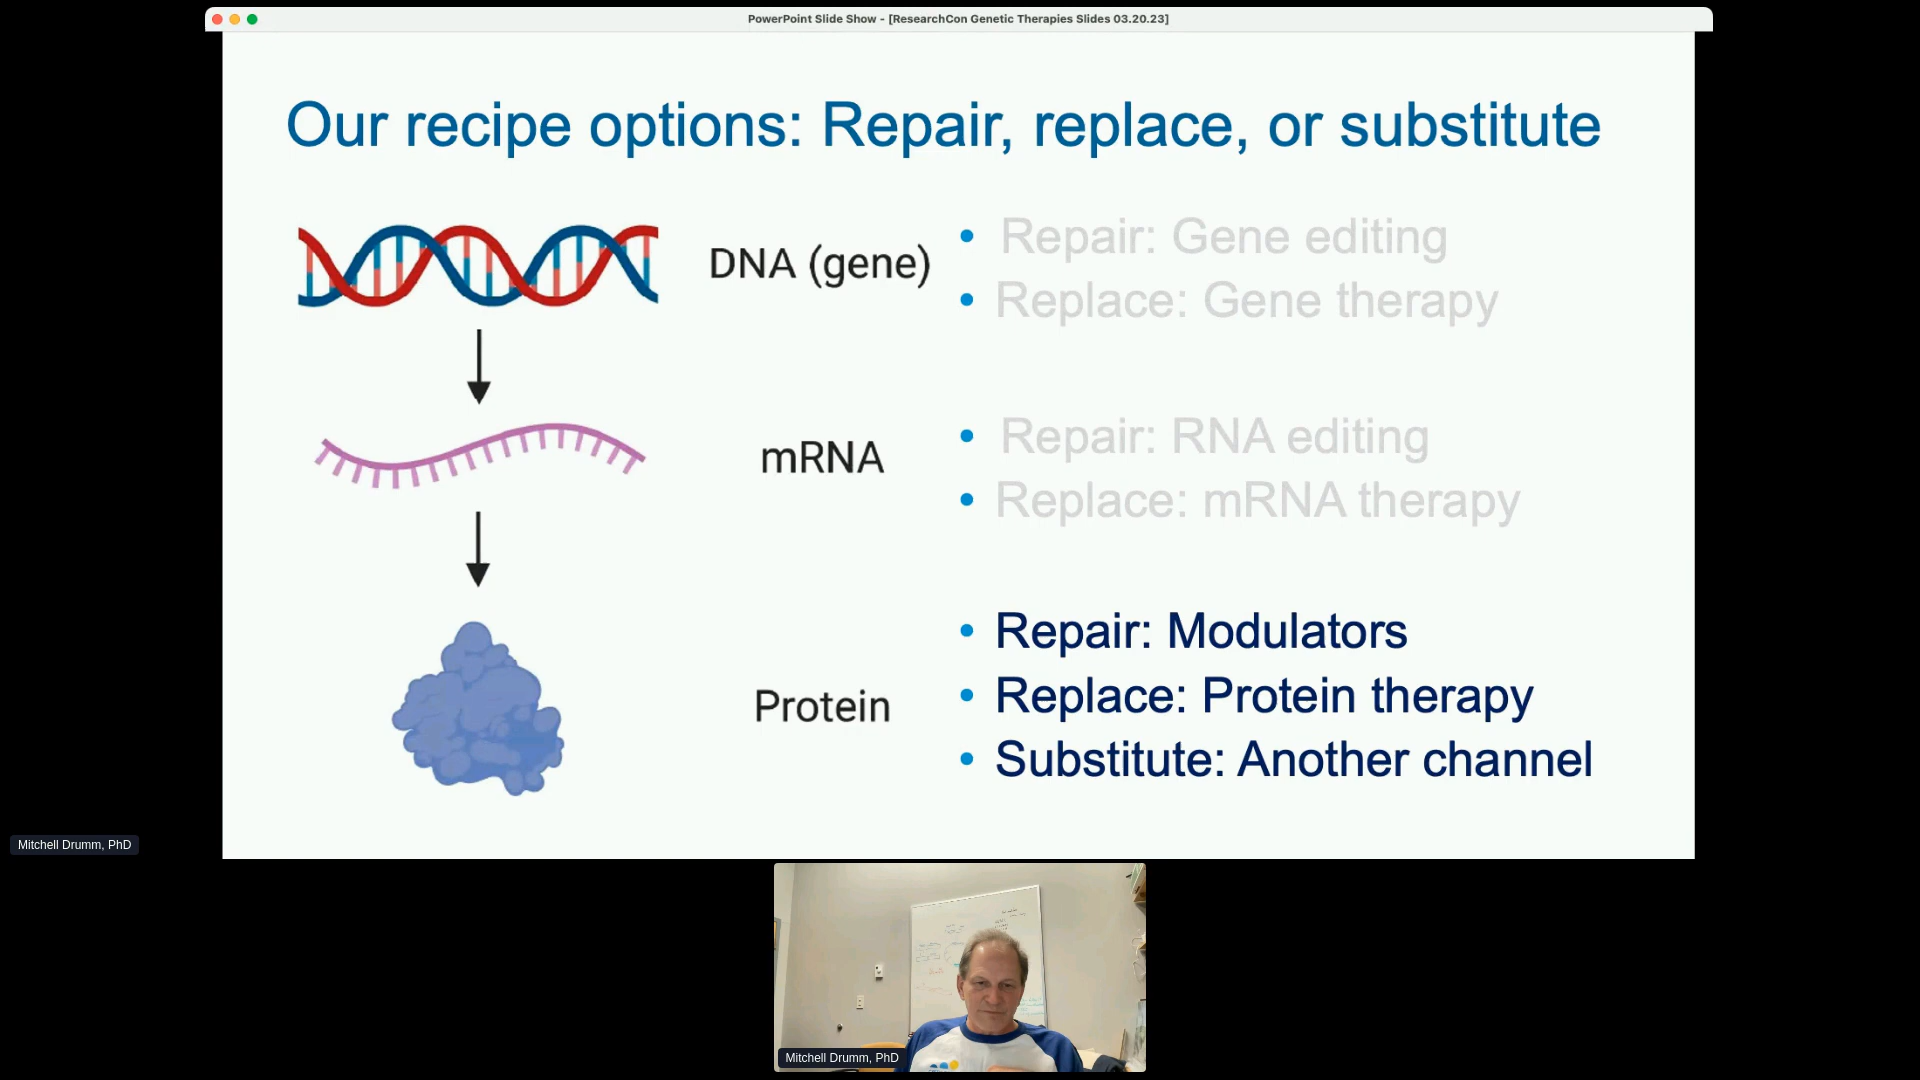 PowerPoint Slide Show - [ResearchCon Genetic Therapies Slides 03.20.23]
Our recipe options: Repair, replace, or substitute
DNA (gene)
• Repair: Gene editing
• Replace: Gene therapy
mRNA
• Repair: RNA editing
• Replace: mRNA therapy
Protein
• Repair: Modulators
• Replace: Protein therapy
• Substitute: Another channel
Mitchell Drumm, PhD
Mitchell Drumm, PhD